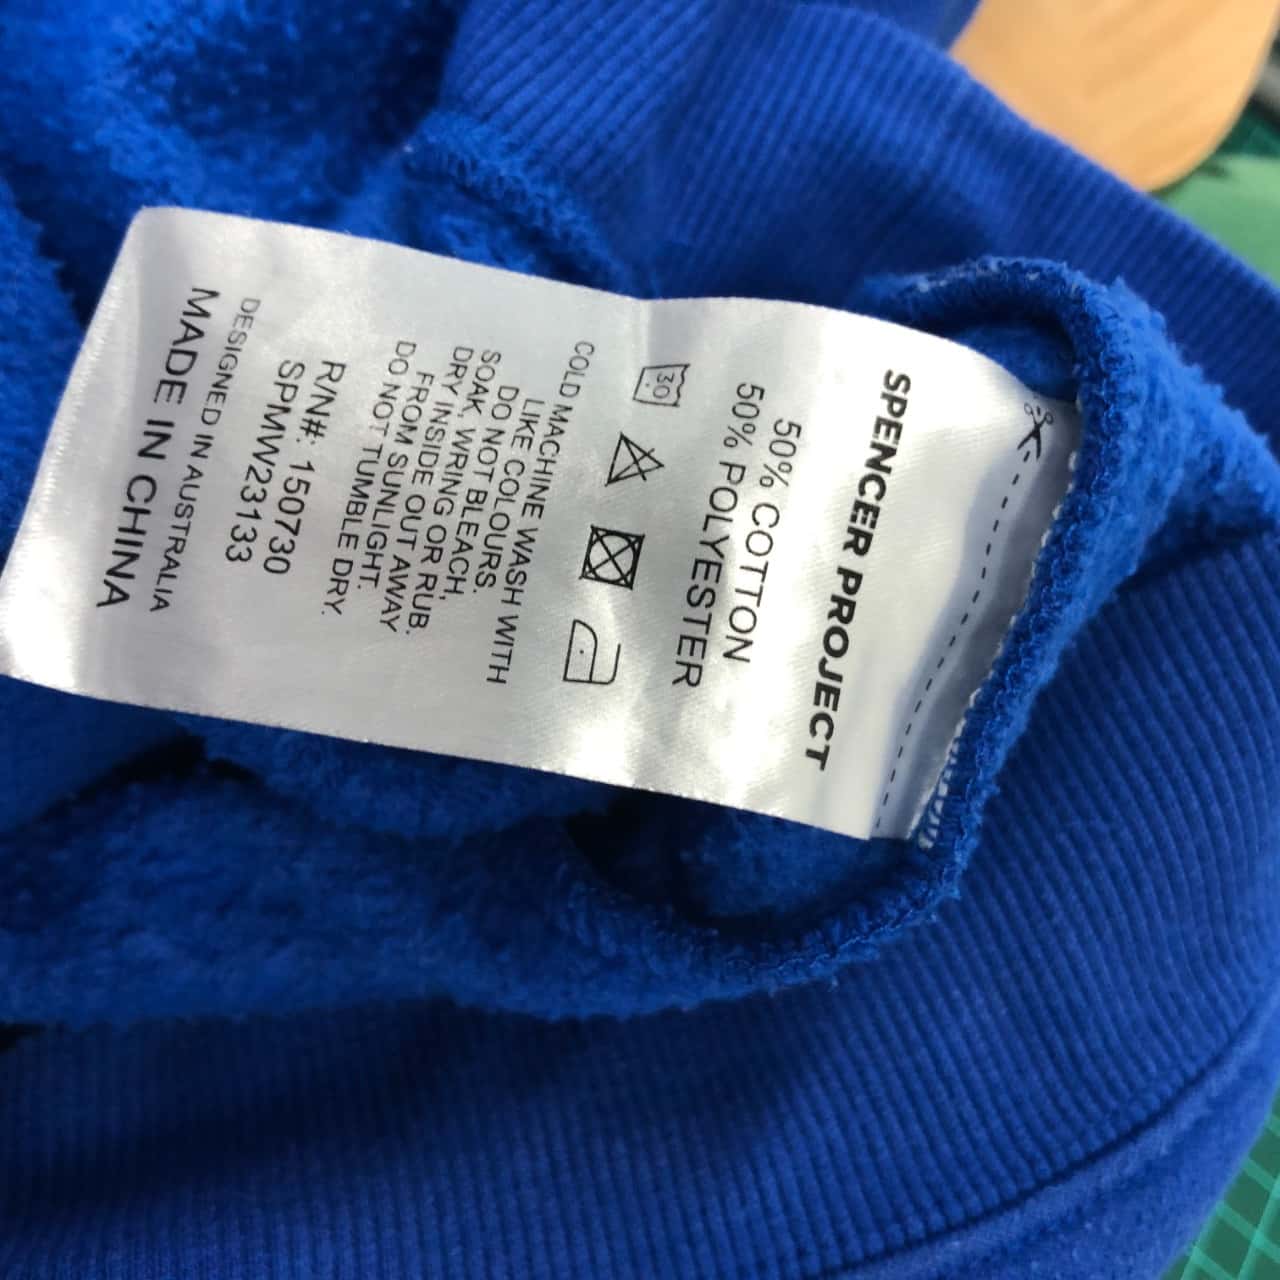 SPENCER PROJECT
50% COTTON
50% POLYESTER
30
COLD MACHINE WASH WITH
LIKE COLOURS.
DO NOT BLEACH,
SOAK, WRING OR RUB.
DRY INSIDE OUT AWAY
FROM SUNLIGHT.
DO NOT TUMBLE DRY.
R/N#: 150730
SPMW23133
DESIGNED IN AUSTRALIA
MADE IN CHINA